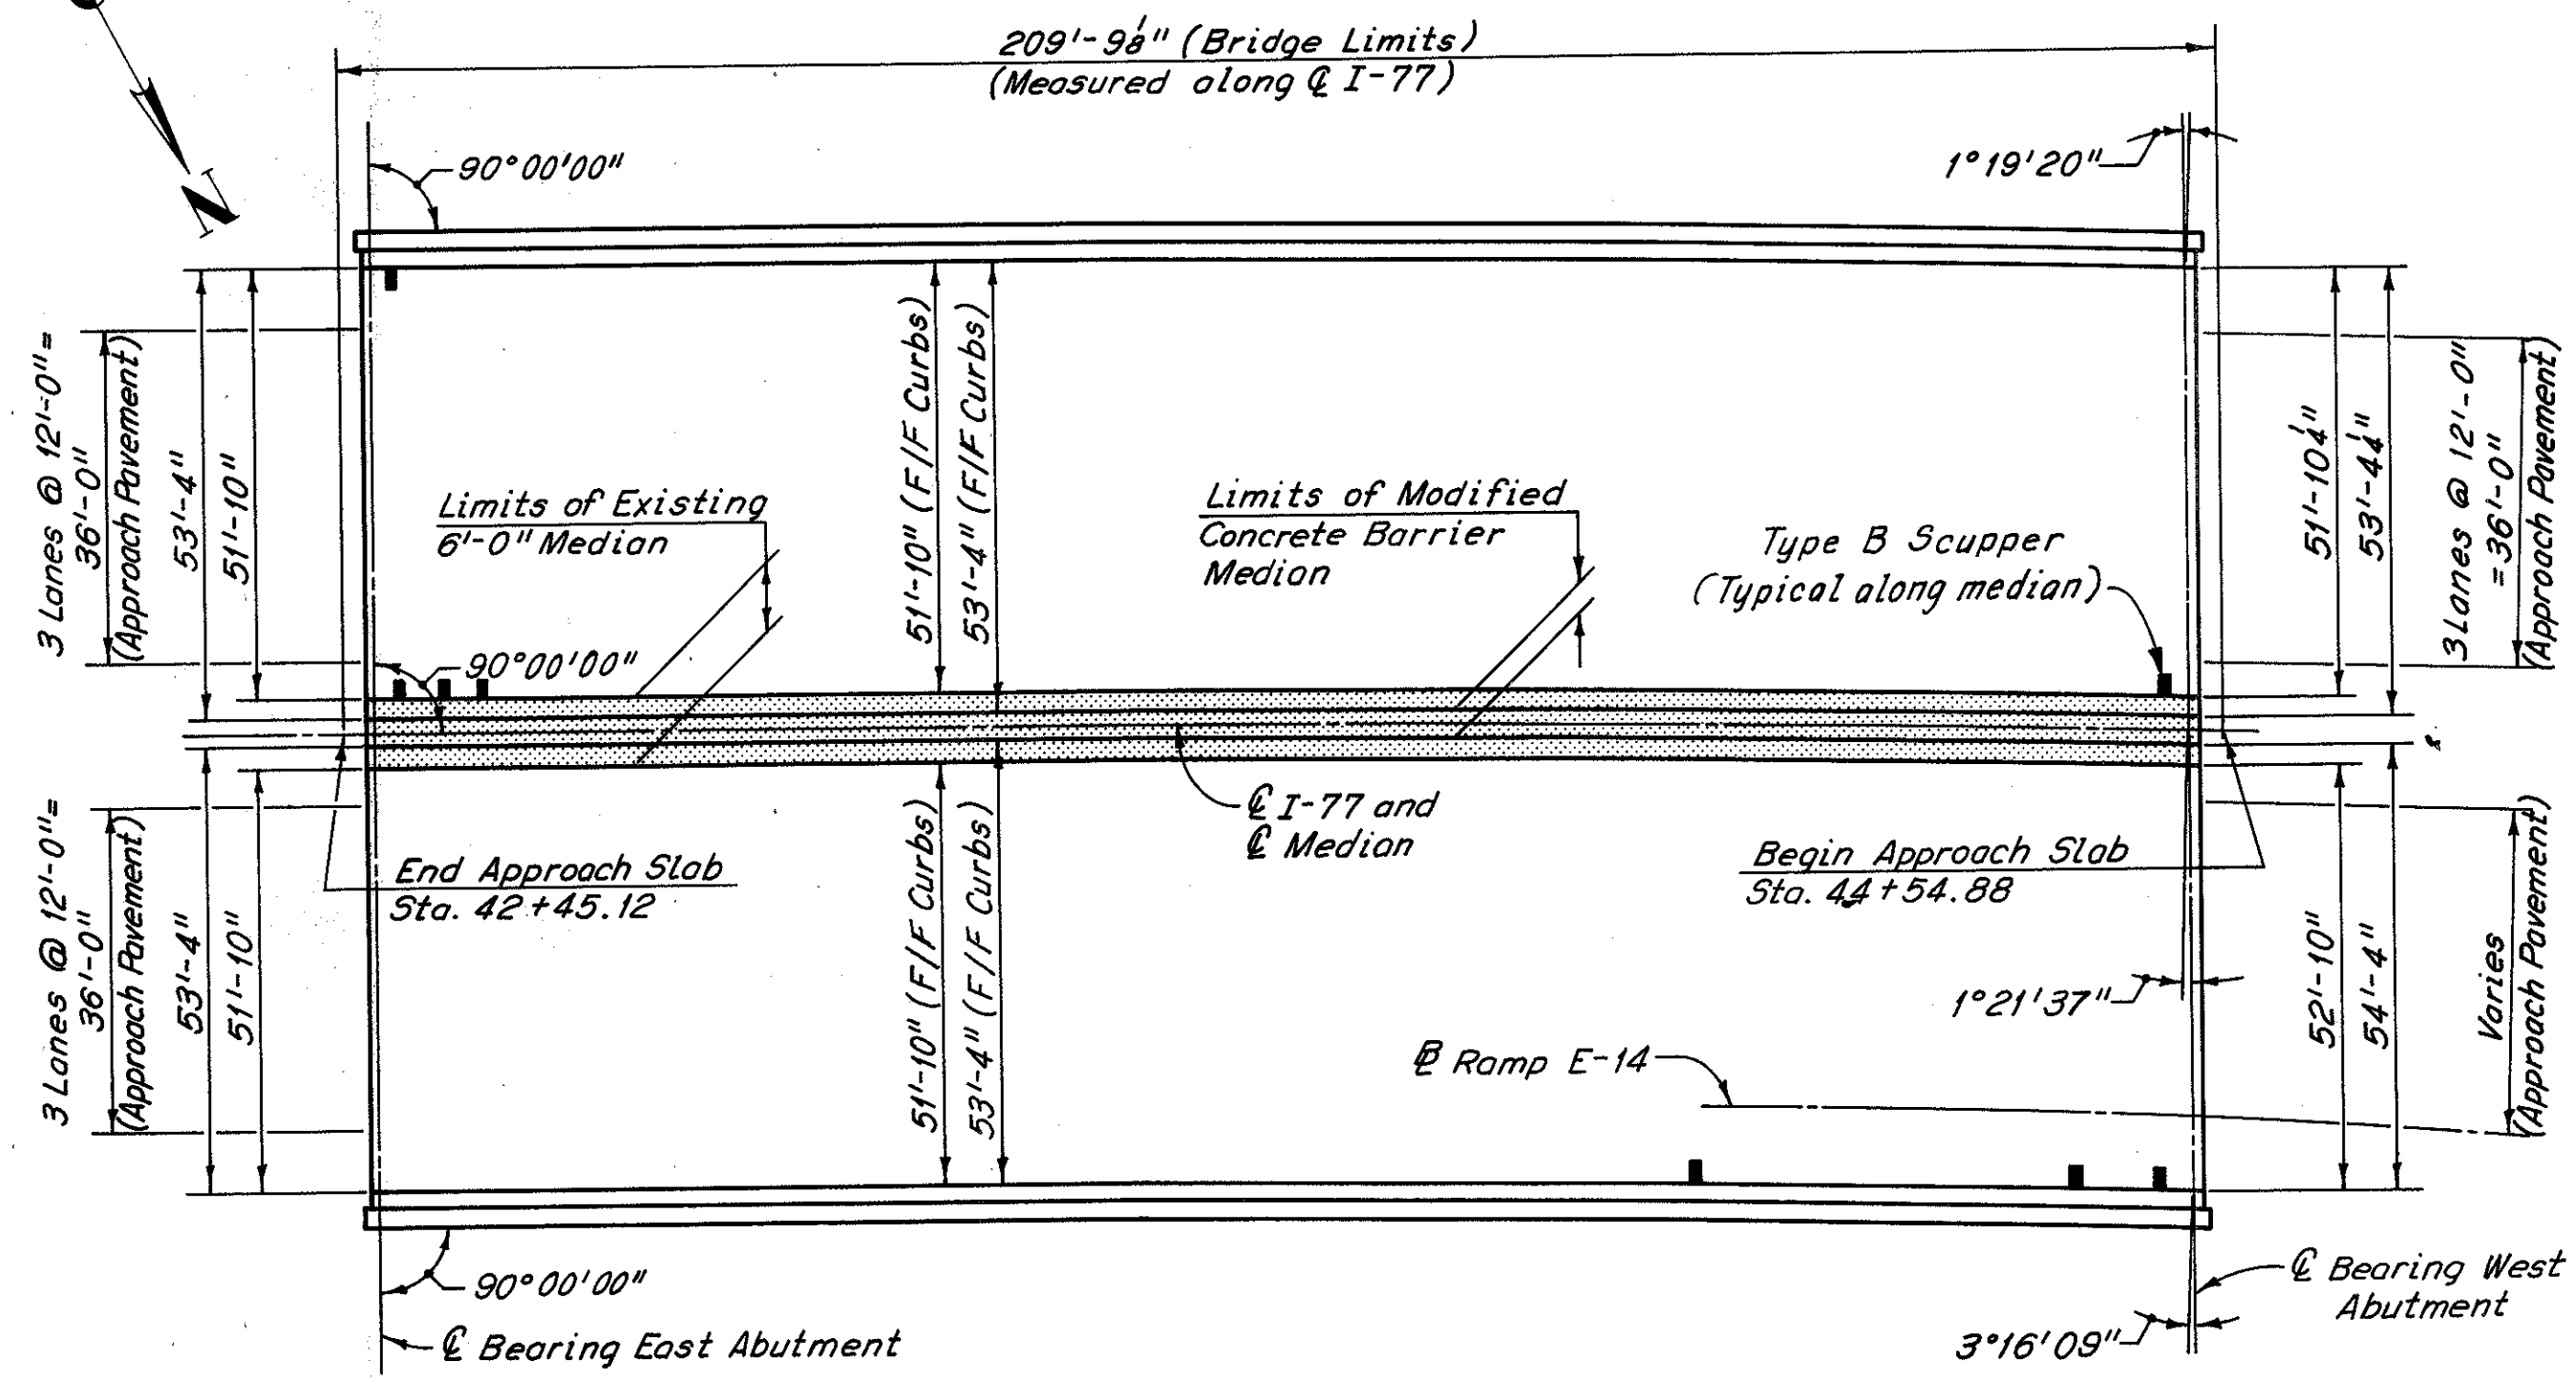 209'-9 1/8" (Bridge Limits)
(Measured along ℄ I-77)
N
90°00'00"
1°19'20"
3 Lanes @ 12'-0"=
36'-0"
(Approach Pavement)
53'-4"
51'-10"
51'-10" (F/F Curbs)
53'-4" (F/F Curbs)
51'-10 1/4"
53'-4 1/4"
3 Lanes @ 12'-0"
=36'-0"
(Approach Pavement)
Limits of Existing
6'-0" Median
Limits of Modified
Concrete Barrier
Median
Type B Scupper
(Typical along median)
90°00'00"
℄ I-77 and
℄ Median
End Approach Slab
Sta. 42+45.12
Begin Approach Slab
Sta. 44+54.88
3 Lanes @ 12'-0"=
36'-0"
(Approach Pavement)
53'-4"
51'-10"
51'-10" (F/F Curbs)
53'-4" (F/F Curbs)
1°21'37"
52'-10"
54'-4"
Varies
(Approach Pavement)
Ramp E-14
90°00'00"
℄ Bearing East Abutment
℄ Bearing West
Abutment
3°16'09"